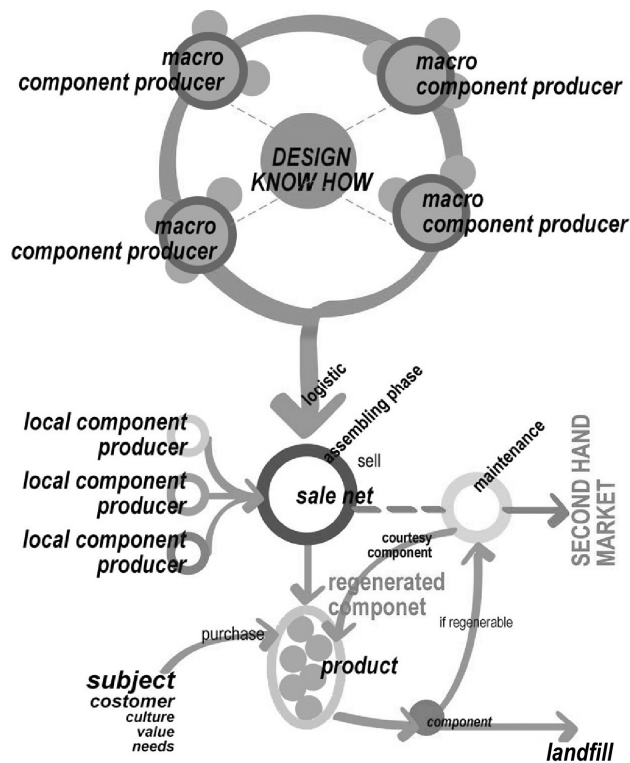 macro
component producer
macro
component producer
DESIGN
KNOW HOW
macro
component producer
macro
component producer
logistic
assembling phase
local component
producer
local component
producer
local component
producer
sell
sale net
maintenance
SECOND HAND
MARKET
courtesy
component
regenerated
componet
if regenerable
purchase
product
subject
costomer
culture
value
needs
component
landfill